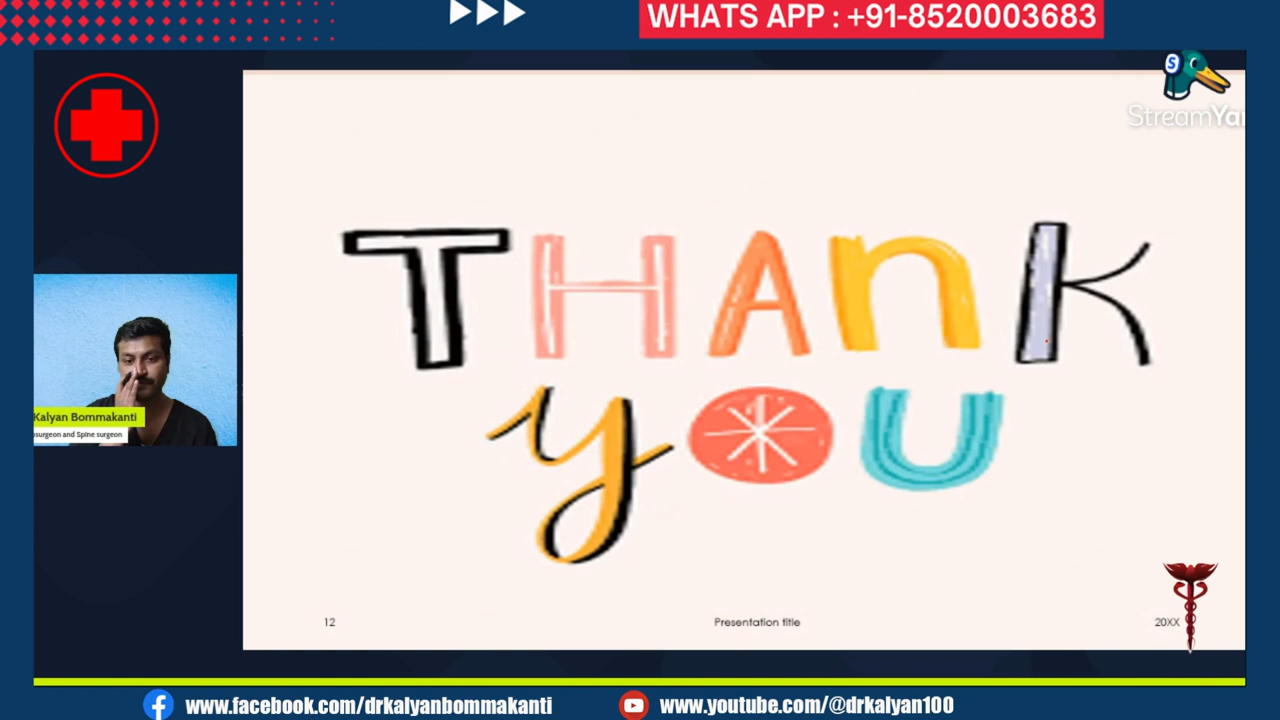 WHATS APP : +91-8520003683
S
StreamYa
THANK
YOU
Kalyan Bommakanti
surgeon and Spine surgeon
12
Presentation title
20XX
www.facebook.com/drkalyanbommakanti
www.youtube.com/@drkalyan100